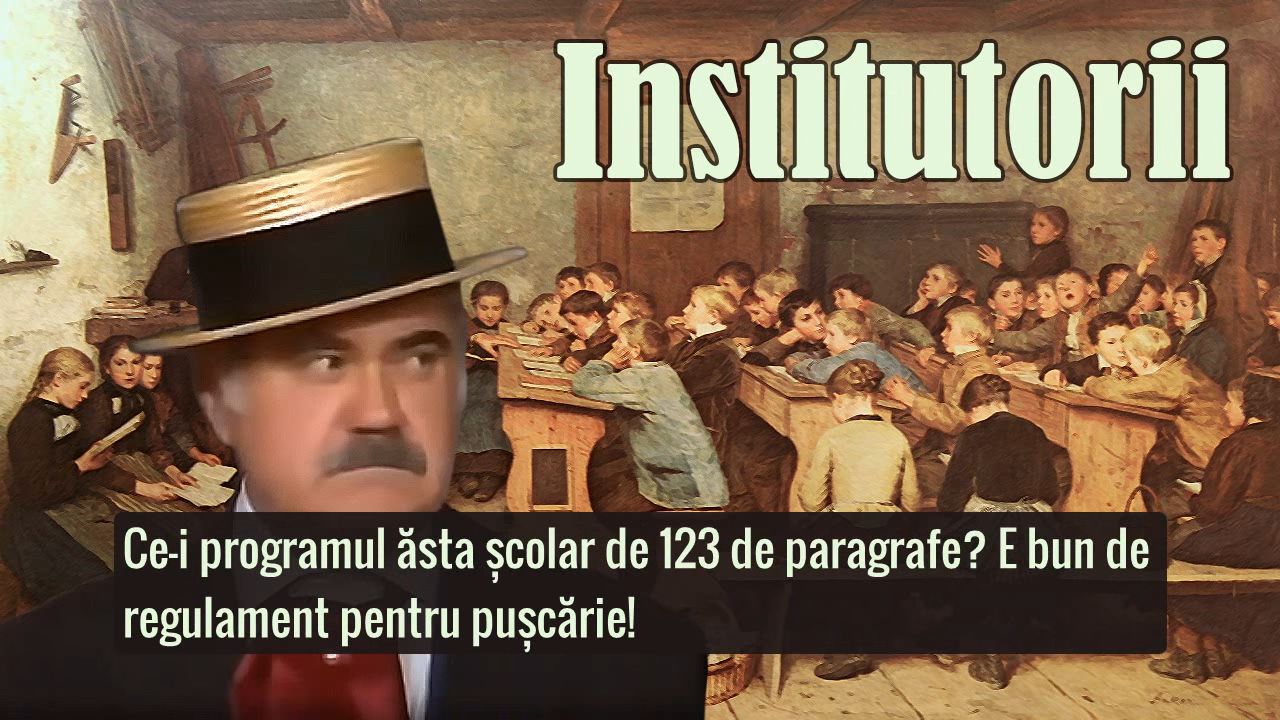 Institutorii
Ce-i programul ăsta școlar de 123 de paragrafe? E bun de
regulament pentru pușcărie!